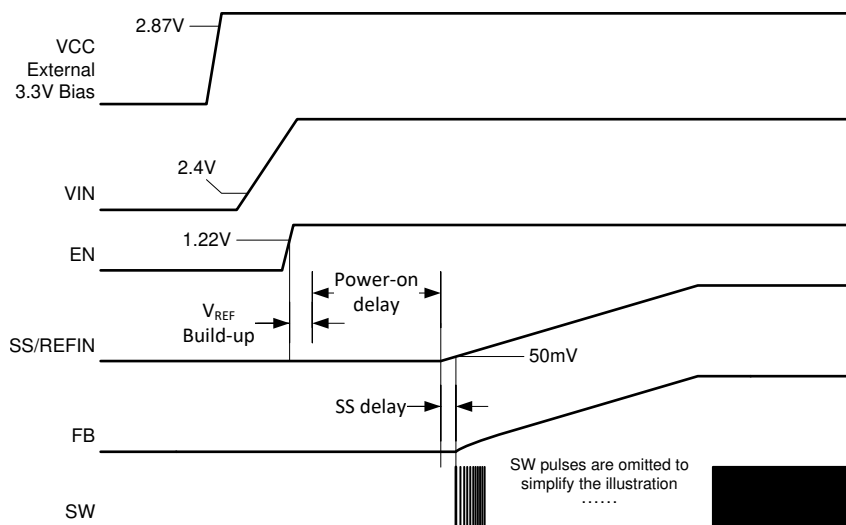 2.87V
VCC
External
3.3V Bias
2.4V
VIN
1.22V
EN
Power-on
delay
VREF
Build-up
SS/REFIN
50mV
SS delay
FB
SW pulses are omitted to
simplify the illustration
......
SW